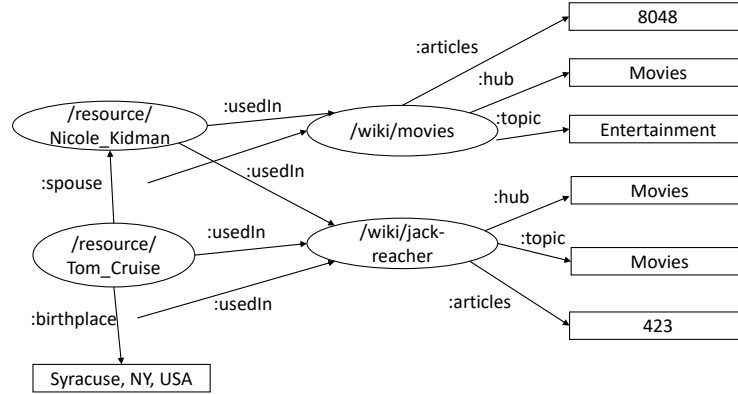 8048
:articles
:hub
Movies
/resource/
Nicole_Kidman
:usedIn
/wiki/movies
:topic
Entertainment
:spouse
:usedIn
:hub
Movies
/resource/
Tom_Cruise
:usedIn
/wiki/jack-
reacher
:topic
Movies
:birthplace
:usedIn
:articles
423
Syracuse, NY, USA